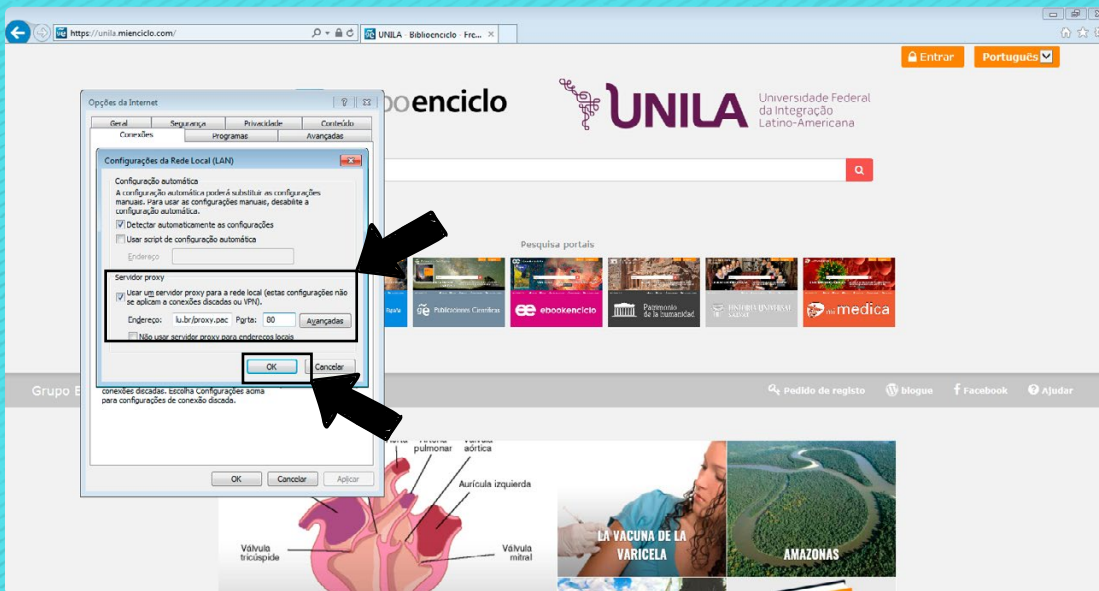 https://unila.mienciclo.com/
UNILA - Biblioenciclo - Fre...
Entrar
Português
enciclo
UNILA
Universidade Federal
da Integração
Latino-Americana
Opções da Internet
Geral Segurança Privacidade Conteúdo
Conexões Programas Avançadas
Configurações da Rede Local (LAN)
Configuração automática
A configuração automática poderá substituir as configurações
manuais. Para usar as configurações manuais, desabilite a
configuração automática.
Detectar automaticamente as configurações
Usar script de configuração automática
Endereço
Servidor proxy
Usar um servidor proxy para a rede local (estas configurações não
se aplicam a conexões discadas ou VPN).
Endereço: lu.br/proxy.pac Porta: 80 Avançadas
Não usar servidor proxy para endereços locais
OK Cancelar
conexões discadas. Escolha Configurações acima
para configurações de conexão discada.
OK Cancelar Aplicar
Pesquisa portais
España
Publicaciones Científicas
ebookenciclo
Patrimonio
de la humanidad
medica
Grupo E
Pedido de registo
blogue
Facebook
Ajudar
pulmonar
aórtica
Aurícula izquierda
Válvula
tricúspide
Válvula
mitral
LA VACUNA DE LA
VARICELA
AMAZONAS